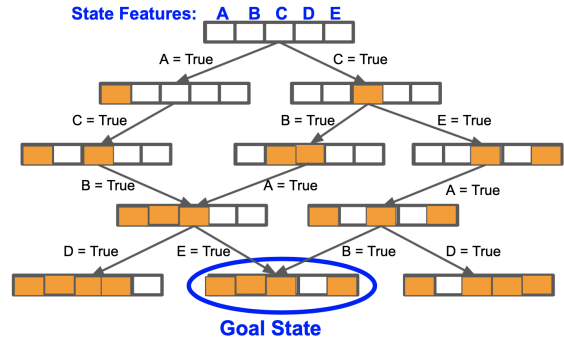 State Features: A B C D E
A = True C = True
C = True B = True E = True
B = True A = True A = True
D = True E = True B = True D = True
Goal State